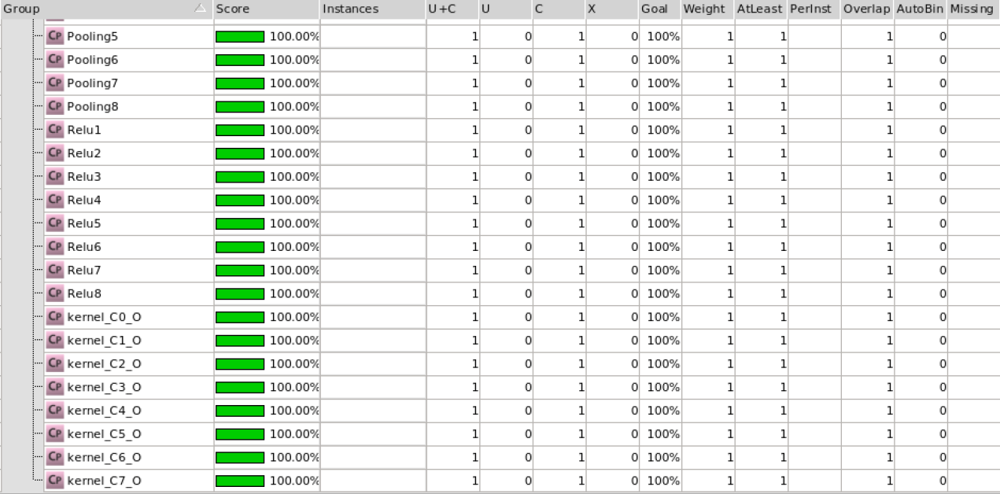 Group Score Instances U+C U C X Goal Weight AtLeast PerInst Overlap AutoBin Missing
CP Pooling5 100.00% 1 0 1 0 100% 1 1 1 0
CP Pooling6 100.00% 1 0 1 0 100% 1 1 1 0
CP Pooling7 100.00% 1 0 1 0 100% 1 1 1 0
CP Pooling8 100.00% 1 0 1 0 100% 1 1 1 0
CP Relu1 100.00% 1 0 1 0 100% 1 1 1 0
CP Relu2 100.00% 1 0 1 0 100% 1 1 1 0
CP Relu3 100.00% 1 0 1 0 100% 1 1 1 0
CP Relu4 100.00% 1 0 1 0 100% 1 1 1 0
CP Relu5 100.00% 1 0 1 0 100% 1 1 1 0
CP Relu6 100.00% 1 0 1 0 100% 1 1 1 0
CP Relu7 100.00% 1 0 1 0 100% 1 1 1 0
CP Relu8 100.00% 1 0 1 0 100% 1 1 1 0
CP kernel_C0_O 100.00% 1 0 1 0 100% 1 1 1 0
CP kernel_C1_O 100.00% 1 0 1 0 100% 1 1 1 0
CP kernel_C2_O 100.00% 1 0 1 0 100% 1 1 1 0
CP kernel_C3_O 100.00% 1 0 1 0 100% 1 1 1 0
CP kernel_C4_O 100.00% 1 0 1 0 100% 1 1 1 0
CP kernel_C5_O 100.00% 1 0 1 0 100% 1 1 1 0
CP kernel_C6_O 100.00% 1 0 1 0 100% 1 1 1 0
CP kernel_C7_O 100.00% 1 0 1 0 100% 1 1 1 0